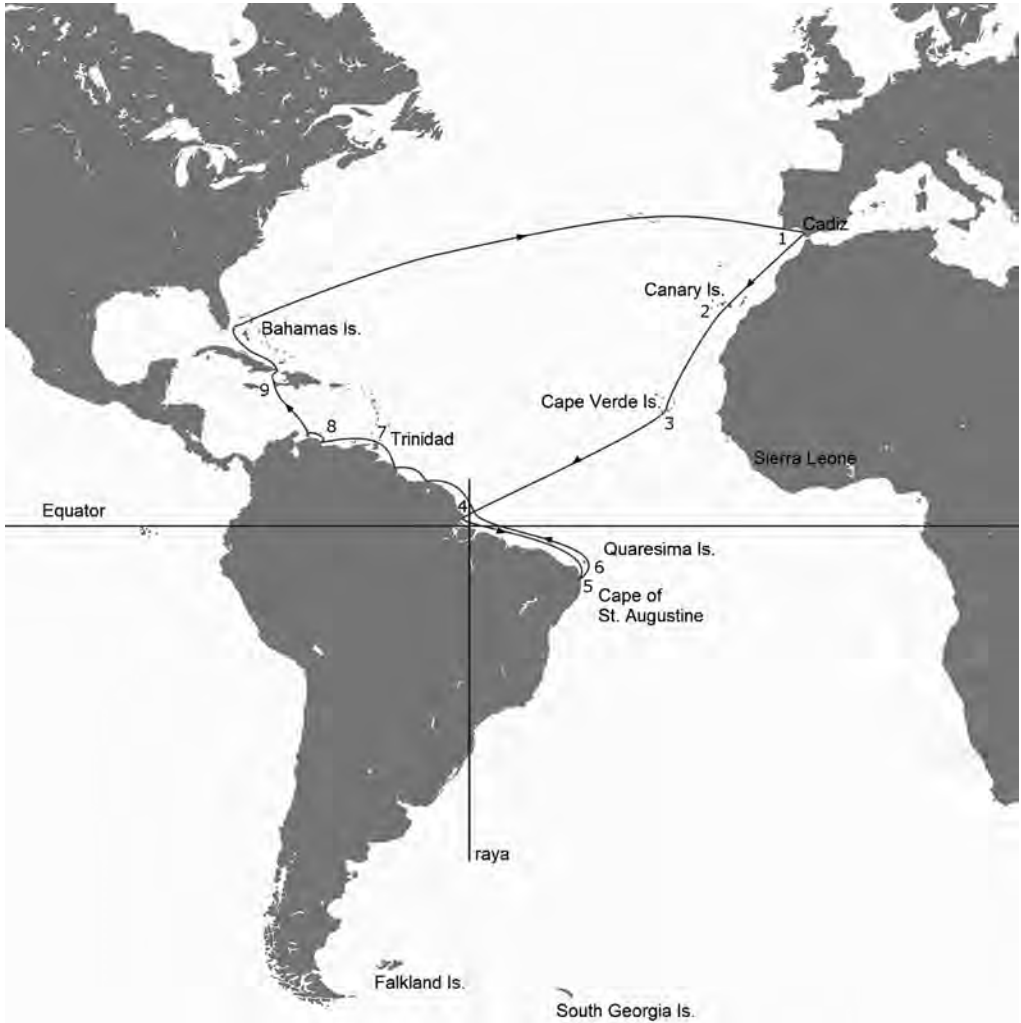 Cadiz
1
Canary Is.
2
Bahamas Is.
9
Cape Verde Is.
3
8
7
Trinidad
Sierra Leone
3
4
Equator
Quaresima Is.
6
5
Cape of
St. Augustine
raya
Falkland Is.
South Georgia Is.